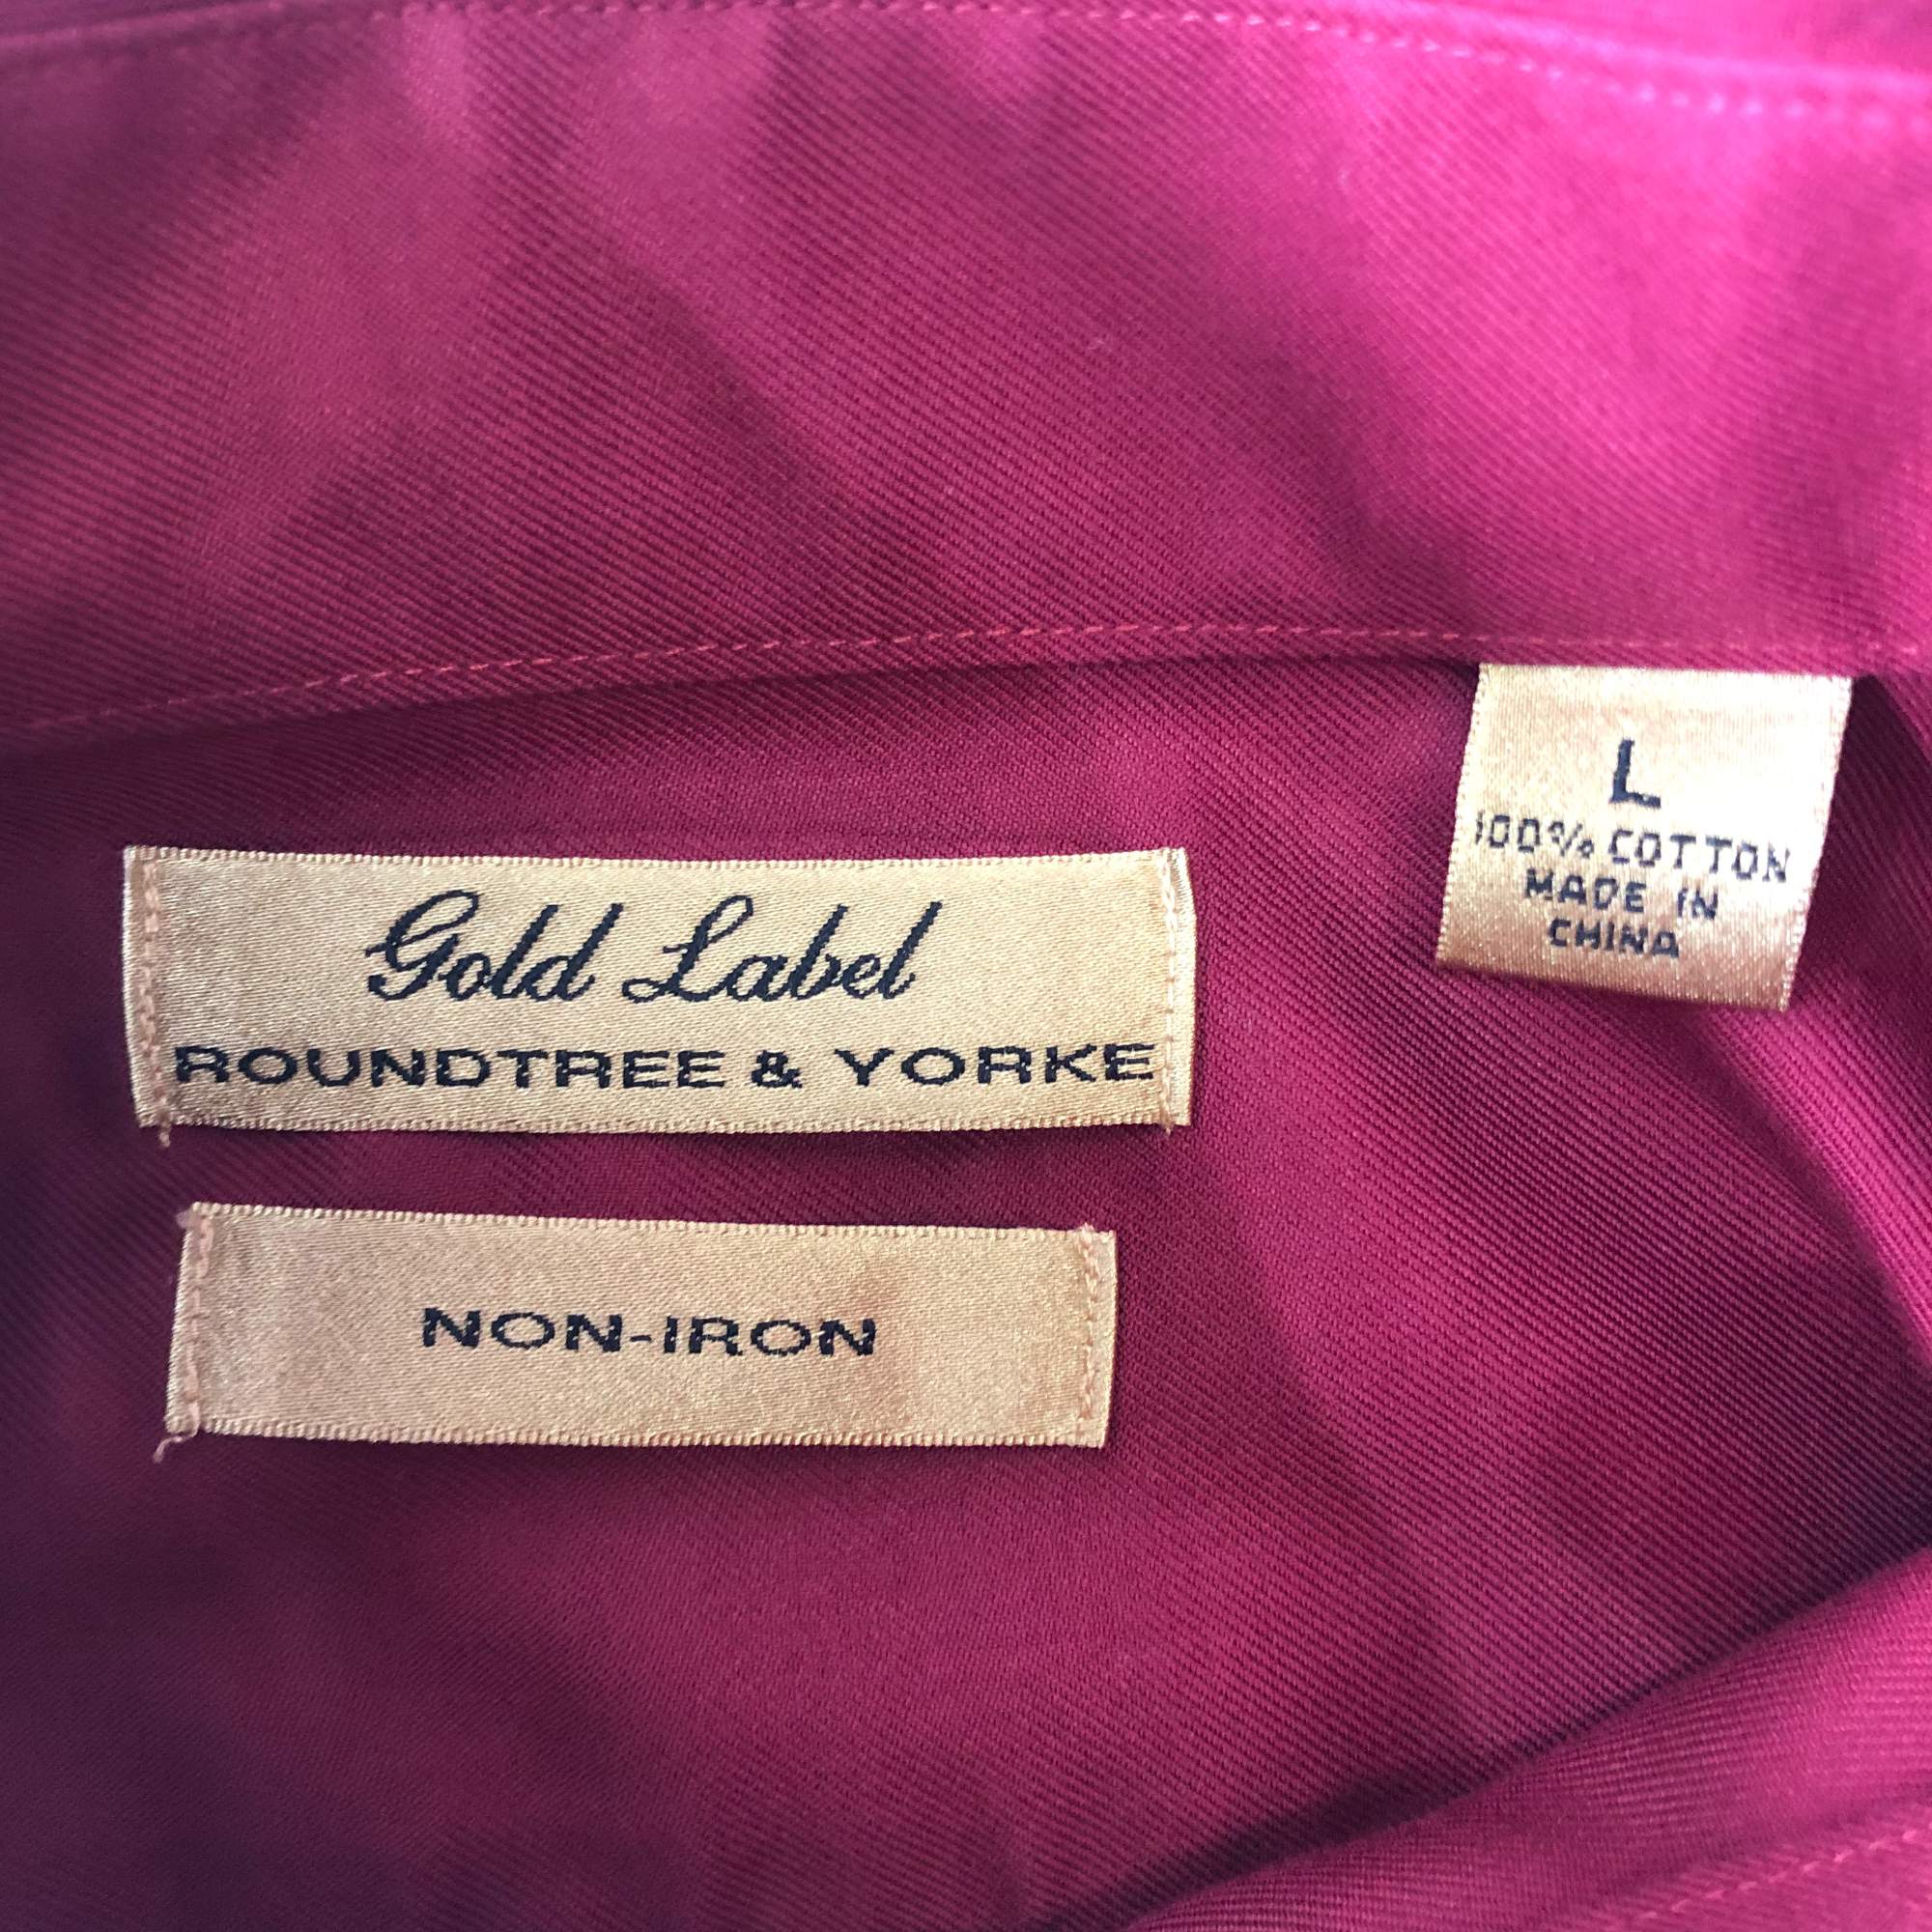 Gold Label
ROUNDTREE & YORKE
NON-IRON
L
100% COTTON
MADE IN
CHINA